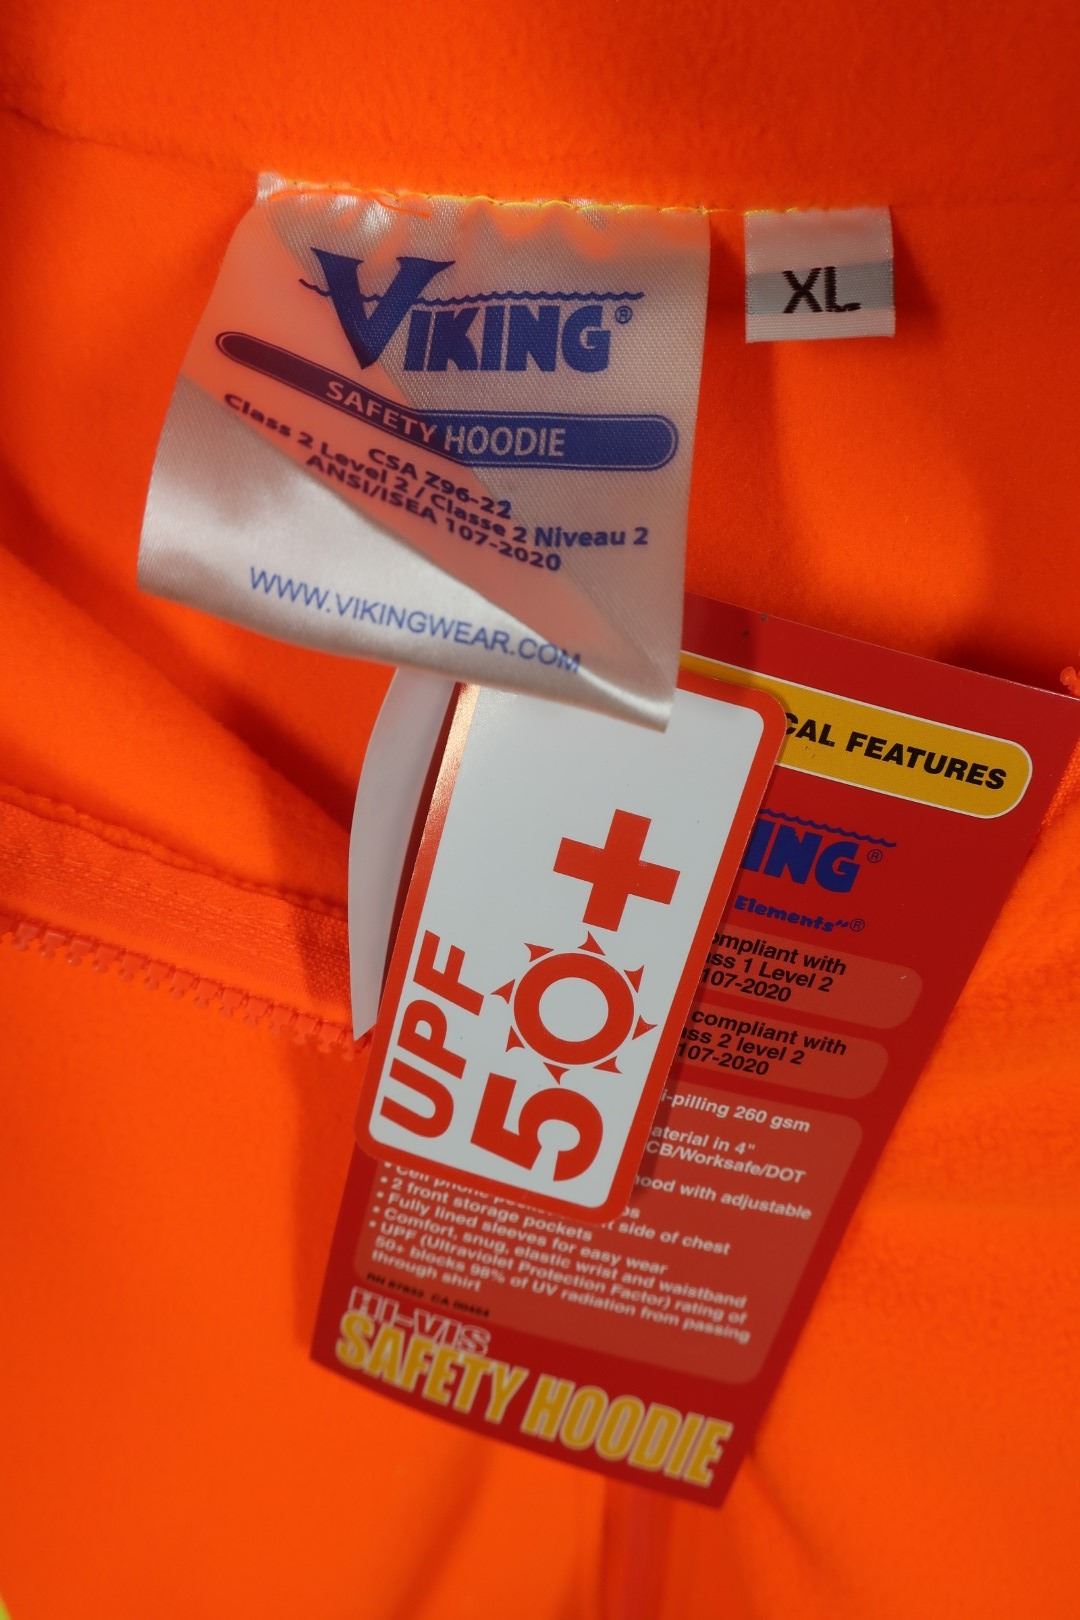 VIKING®
XL
SAFETY HOODIE
CSA Z96-22
Class 2 Level 2 / Classe 2 Niveau 2
ANSI/ISEA 107-2020
WWW.VIKINGWEAR.COM
UPF
50+
CAL FEATURES
ING®
Elements"®
ompliant with
ss 1 Level 2
107-2020
compliant with
ss 2 level 2
107-2020
i-pilling 260 gsm
aterial in 4"
CB/Worksafe/DOT
ood with adjustable
• Cell phone t side of chest
• 2 front storage pockets
• Fully lined sleeves for easy wear
• Comfort, snug, elastic wrist and waistband
• UPF (Ultraviolet Protection Factor) rating of
50+ blocks 98% of UV radiation from passing
through shirt
HI-VIS
SAFETY HOODIE